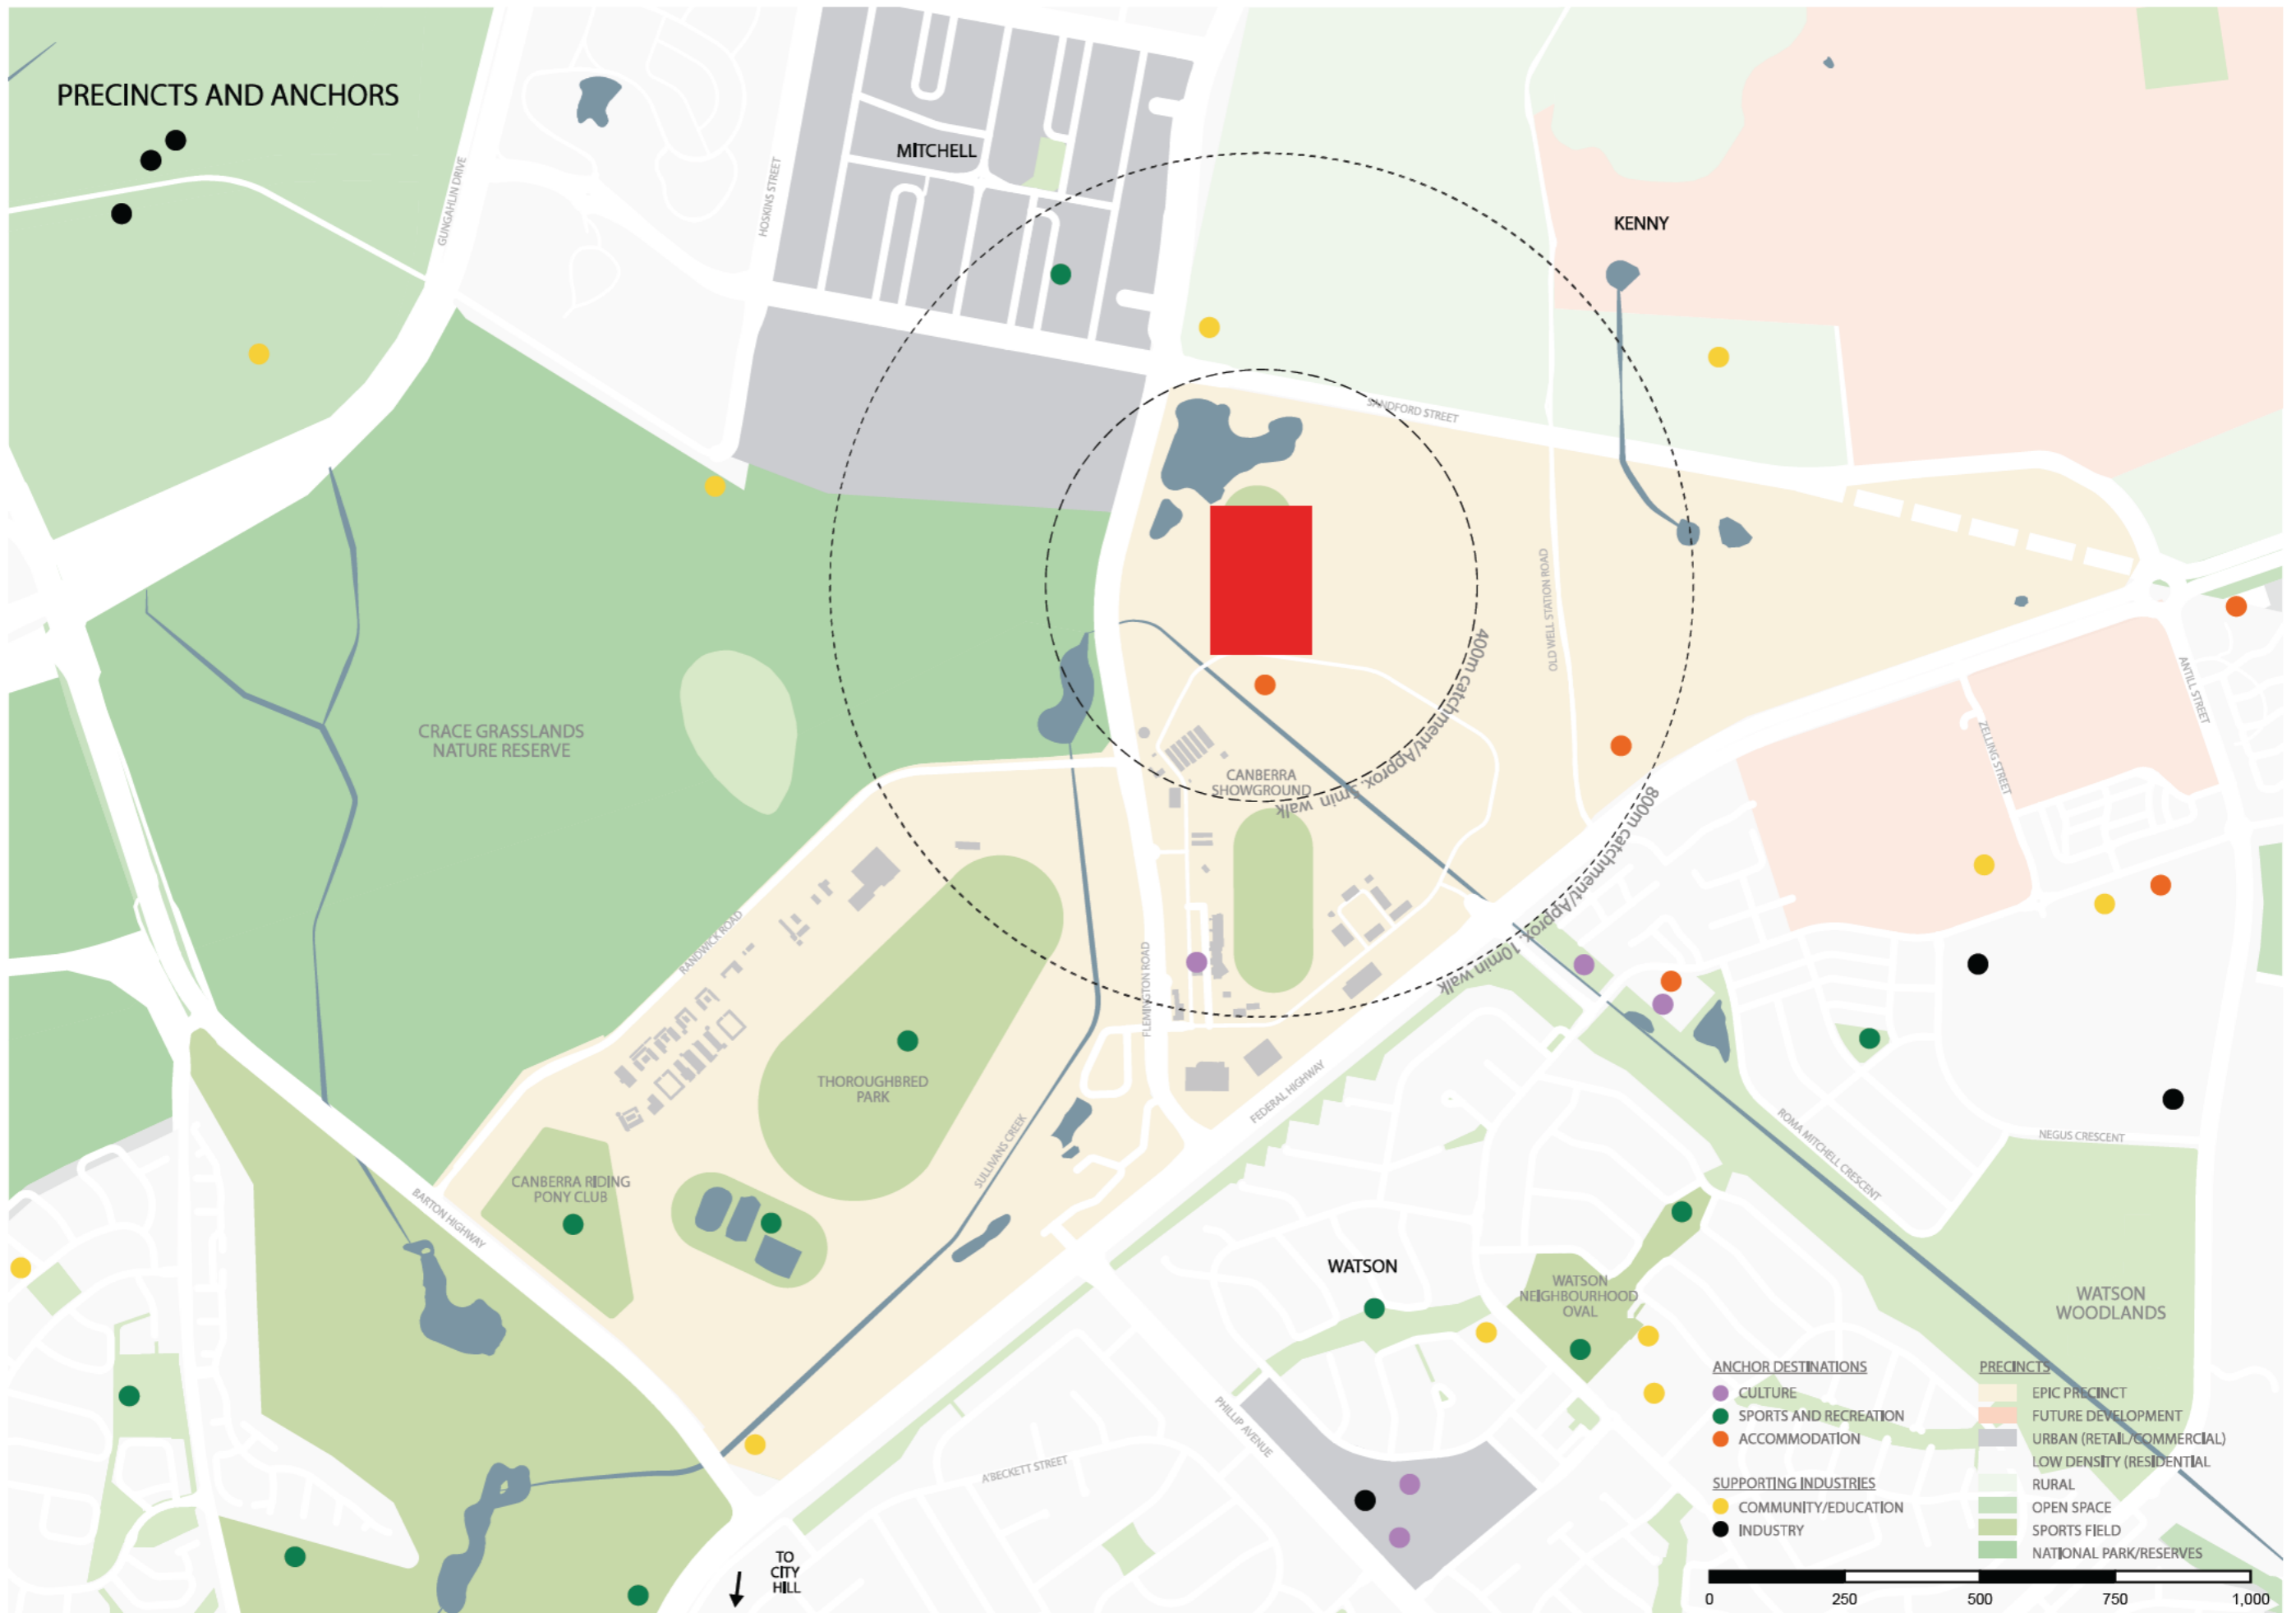 PRECINCTS AND ANCHORS
GUNGAHLIN DRIVE
HOSKINS STREET
MITCHELL
KENNY
SANDFORD STREET
OLD WELL STATION ROAD
400m catchment/Approx. 5min walk
800m catchment/Approx. 10min walk
CRACE GRASSLANDS
NATURE RESERVE
CANBERRA
SHOWGROUND
ANTILL STREET
ZELLING STREET
RANDWICK ROAD
FLEMINGTON ROAD
THOROUGHBRED
PARK
FEDERAL HIGHWAY
SULLIVANS CREEK
CANBERRA RIDING
PONY CLUB
BARTON HIGHWAY
ROMA MITCHELL CRESCENT
NEGUS CRESCENT
WATSON
WATSON
NEIGHBOURHOOD
OVAL
WATSON
WOODLANDS
PHILLIP AVENUE
A'BECKETT STREET
TO
CITY
HILL
ANCHOR DESTINATIONS
CULTURE
SPORTS AND RECREATION
ACCOMMODATION
SUPPORTING INDUSTRIES
COMMUNITY/EDUCATION
INDUSTRY
PRECINCTS
EPIC PRECINCT
FUTURE DEVELOPMENT
URBAN (RETAIL/COMMERCIAL)
LOW DENSITY (RESIDENTIAL
RURAL
OPEN SPACE
SPORTS FIELD
NATIONAL PARK/RESERVES
0 250 500 750 1,000